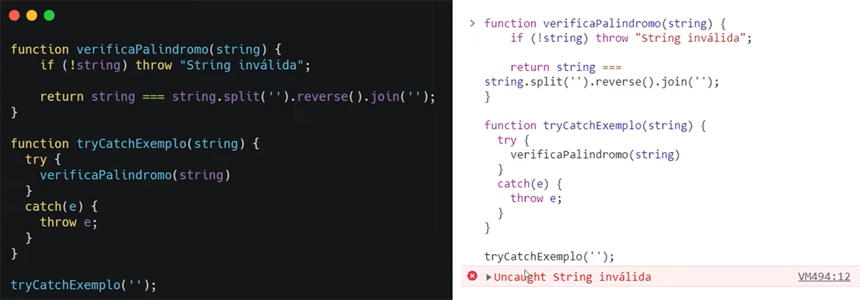 function verificaPalindromo(string) {
    if (!string) throw "String inválida";
    return string === string.split('').reverse().join('');
}
function tryCatchExemplo(string) {
  try {
    verificaPalindromo(string)
  }
  catch(e) {
    throw e;
  }
}
tryCatchExemplo('');
> function verificaPalindromo(string) {
    if (!string) throw "String inválida";
    return string ===
string.split('').reverse().join('');
}
function tryCatchExemplo(string) {
  try {
    verificaPalindromo(string)
  }
  catch(e) {
    throw e;
  }
}
tryCatchExemplo('');
Uncaught String inválida VM494:12